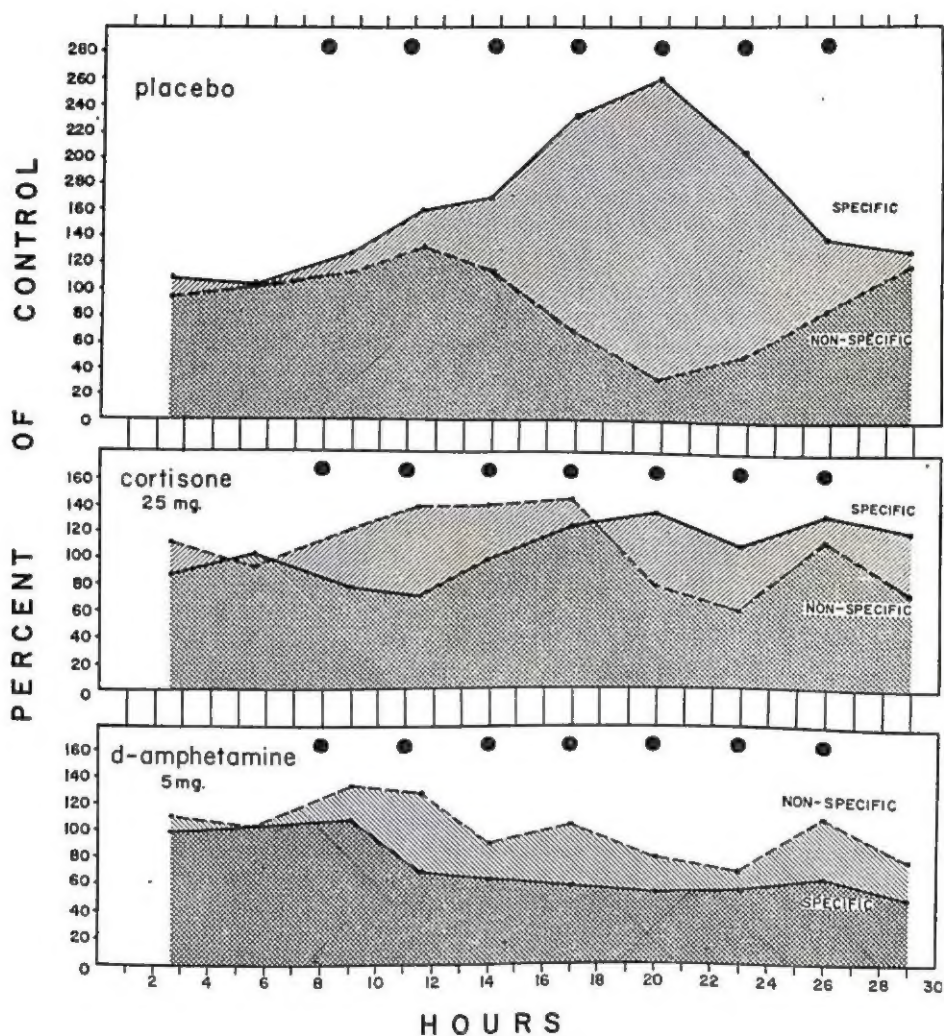 PERCENT OF CONTROL
280
260
240
220
200
280
160
140
120
100
80
60
40
20
0
placebo
SPECIFIC
NON-SPECIFIC
140
120
100
80
60
40
20
0
cortisone
25 mg.
SPECIFIC
NON-SPECIFIC
160
140
120
100
80
60
40
20
0
d-amphetamine
5 mg.
NON-SPECIFIC
SPECIFIC
2 4 6 8 10 12 14 16 18 20 22 24 26 28 30
HOURS